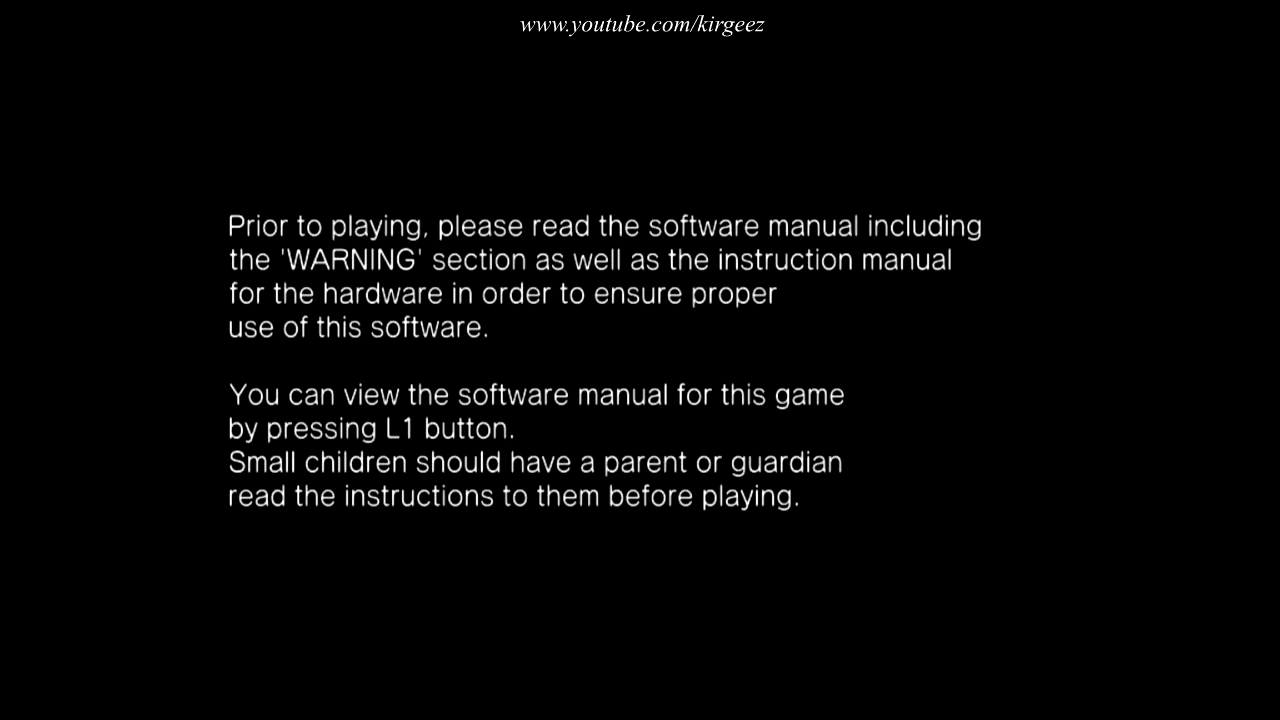 www.youtube.com/kirgeez
Prior to playing, please read the software manual including
the 'WARNING' section as well as the instruction manual
for the hardware in order to ensure proper
use of this software.
You can view the software manual for this game
by pressing L1 button.
Small children should have a parent or guardian
read the instructions to them before playing.